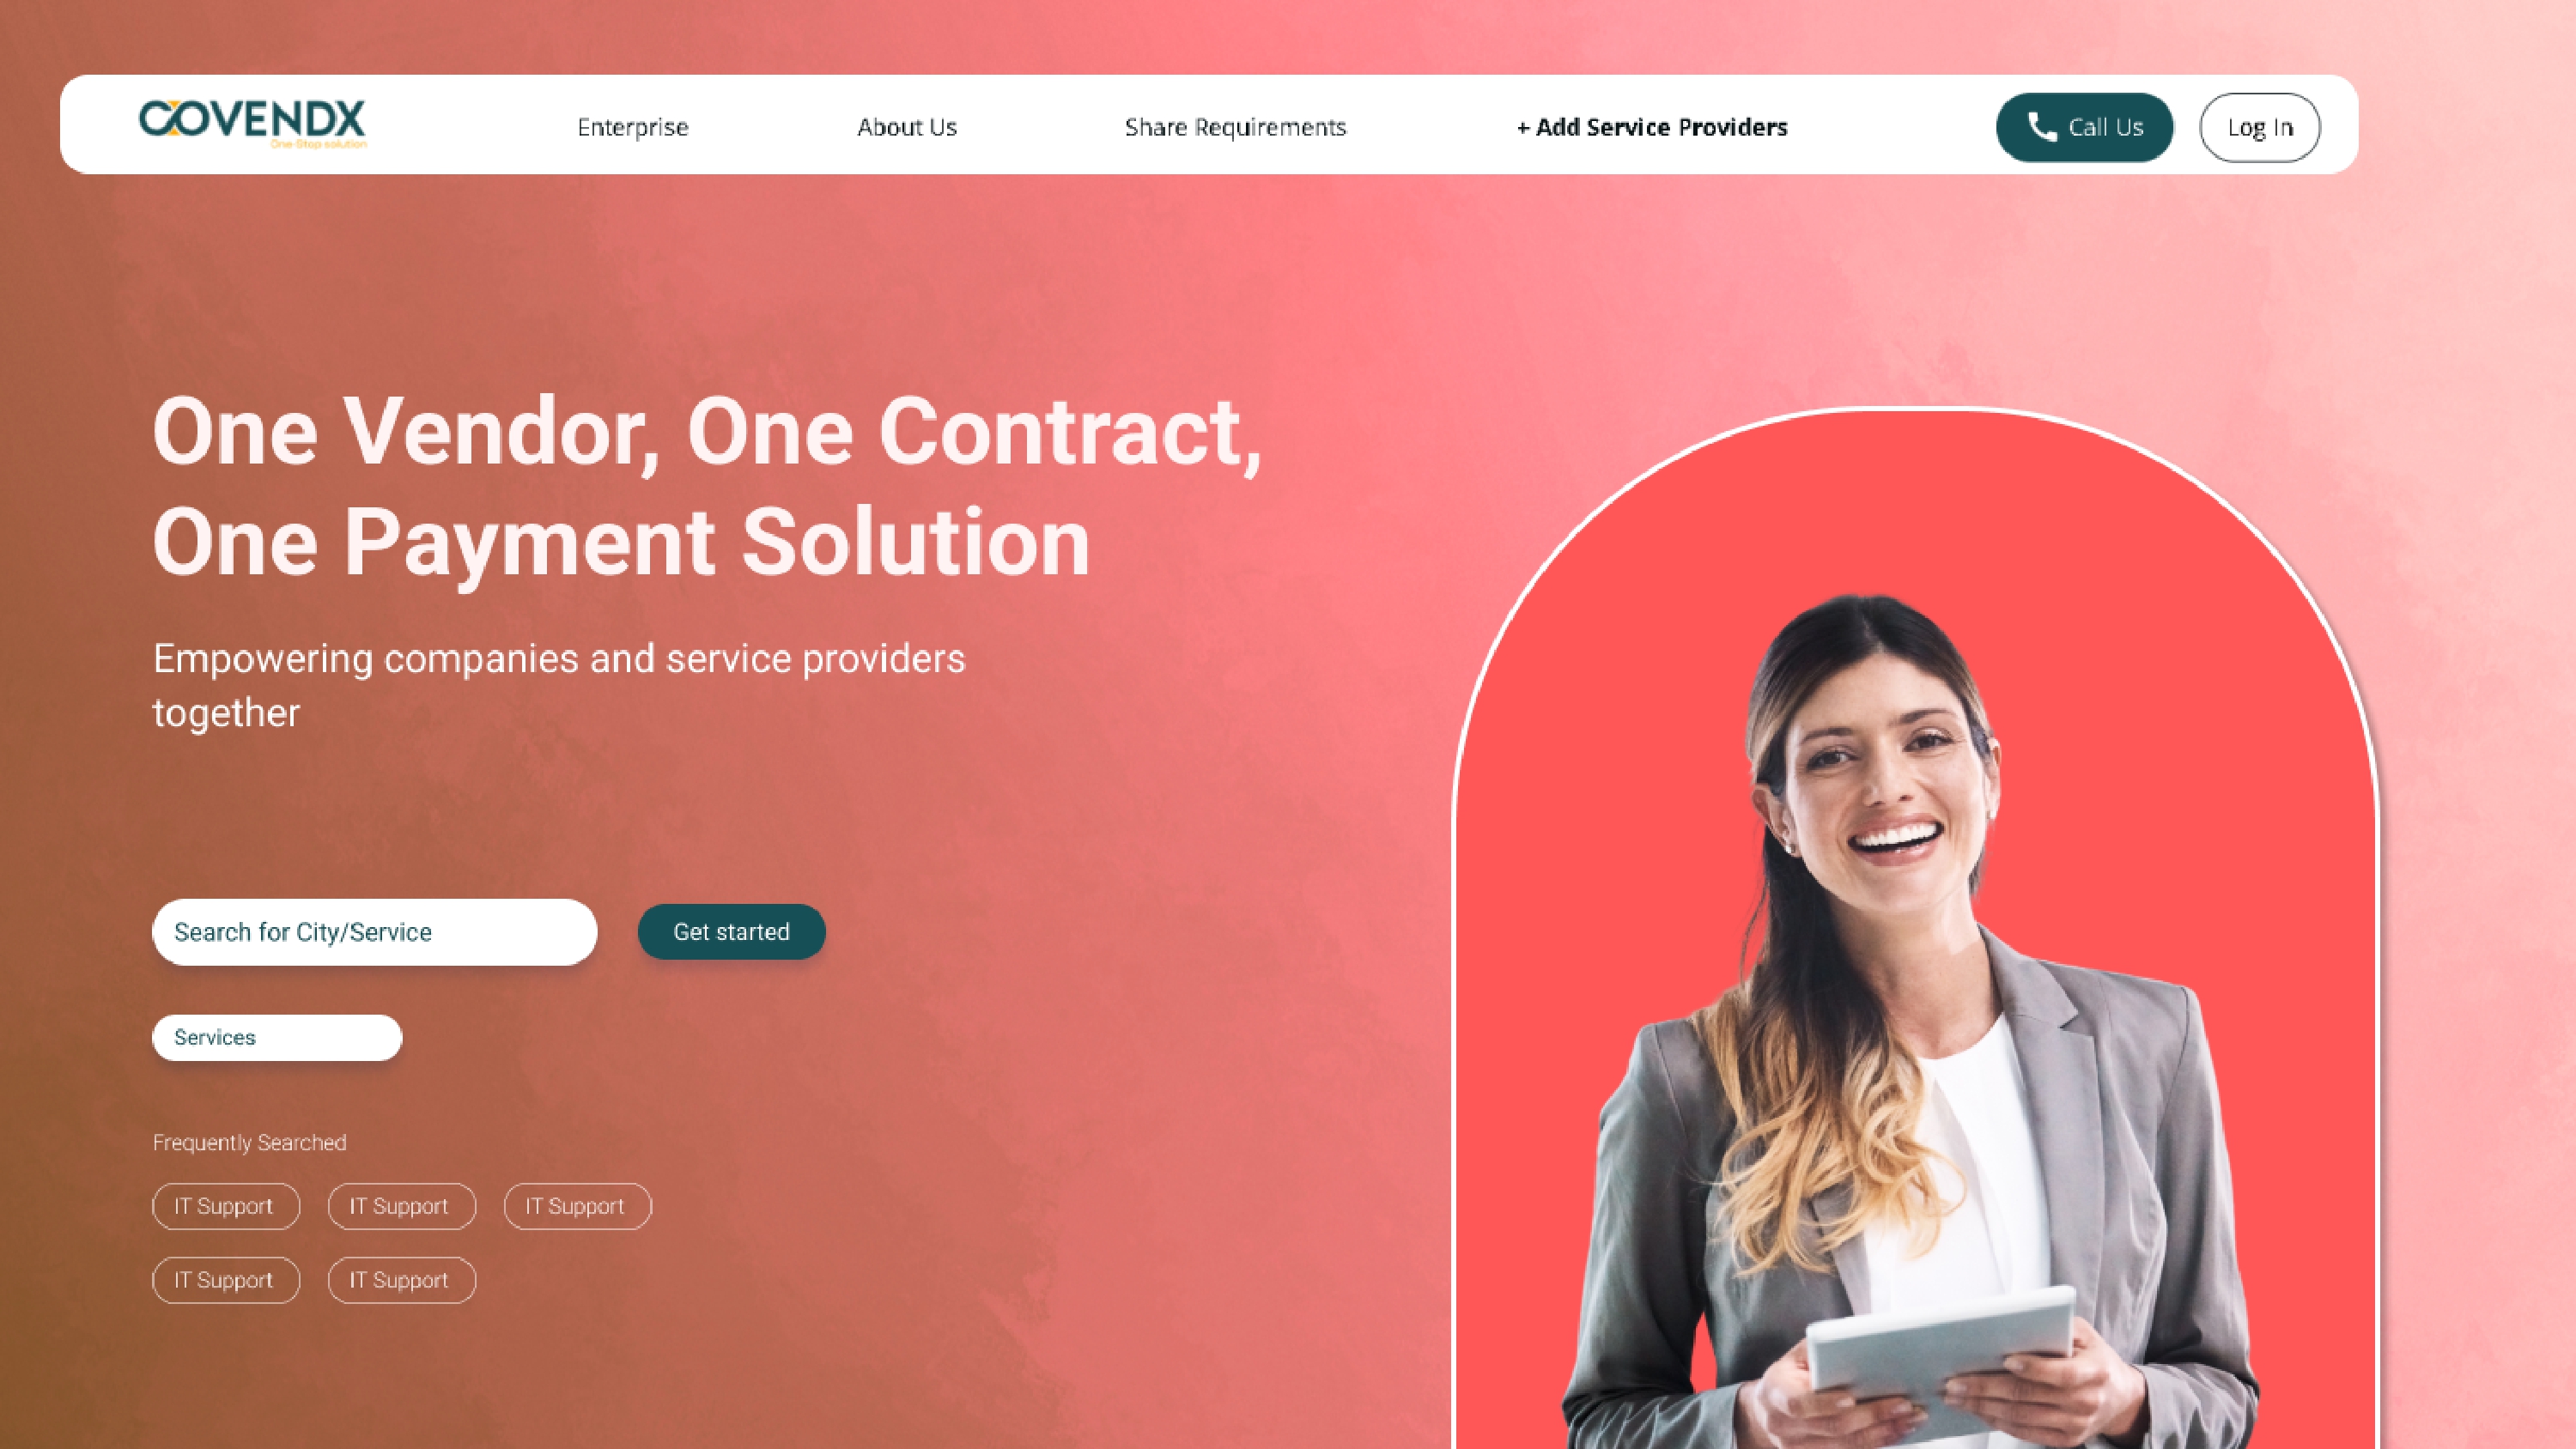 COVENDX
One-Stop solution
Enterprise
About Us
Share Requirements
+ Add Service Providers
Call Us
Log In
One Vendor, One Contract,
One Payment Solution
Empowering companies and service providers
together
Search for City/Service
Get started
Services
Frequently Searched
IT Support
IT Support
IT Support
IT Support
IT Support